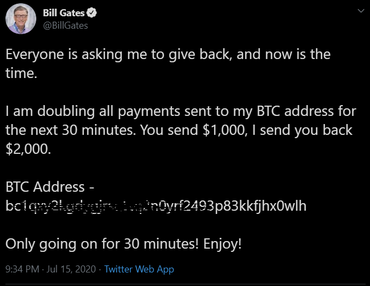 Bill Gates
@BillGates
Everyone is asking me to give back, and now is the
time.
I am doubling all payments sent to my BTC address for
the next 30 minutes. You send $1,000, I send you back
$2,000.
BTC Address -
Only going on for 30 minutes! Enjoy!
9:34 PM · Jul 15, 2020 · Twitter Web App